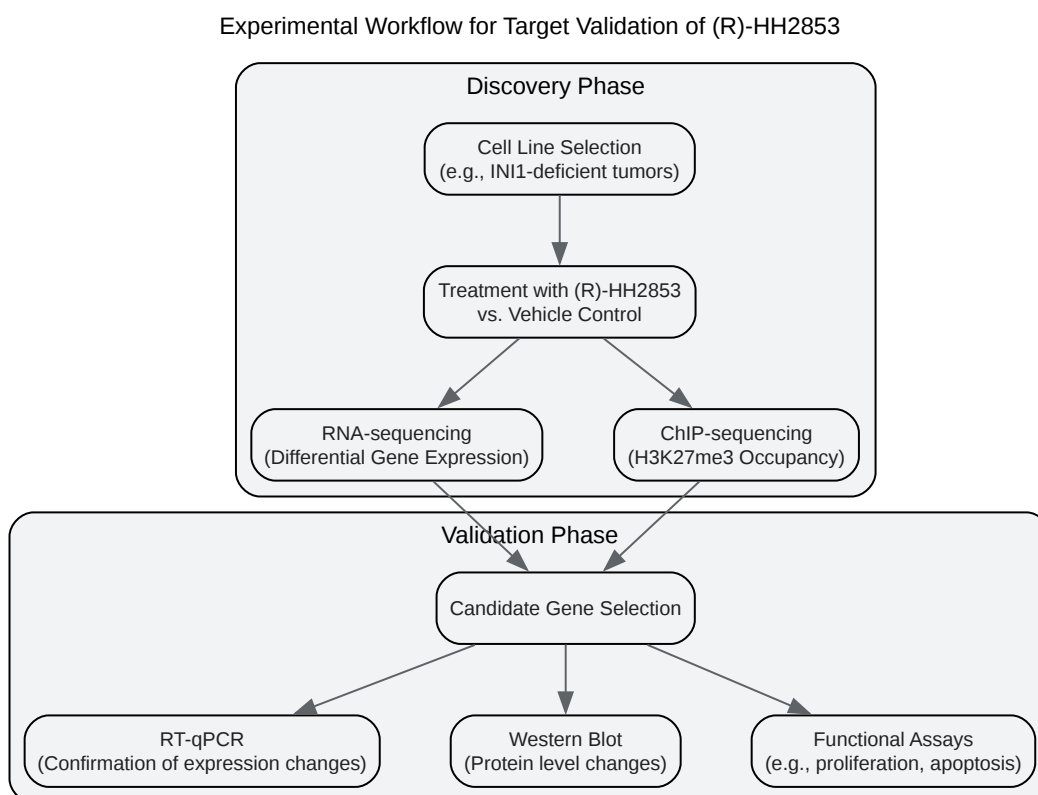 Experimental Workflow for Target Validation of (R)-HH2853
Discovery Phase
Cell Line Selection
(e.g., INI1-deficient tumors)
Treatment with (R)-HH2853
vs. Vehicle Control
RNA-sequencing
(Differential Gene Expression)
ChIP-sequencing
(H3K27me3 Occupancy)
Validation Phase
Candidate Gene Selection
RT-qPCR
(Confirmation of expression changes)
Western Blot
(Protein level changes)
Functional Assays
(e.g., proliferation, apoptosis)